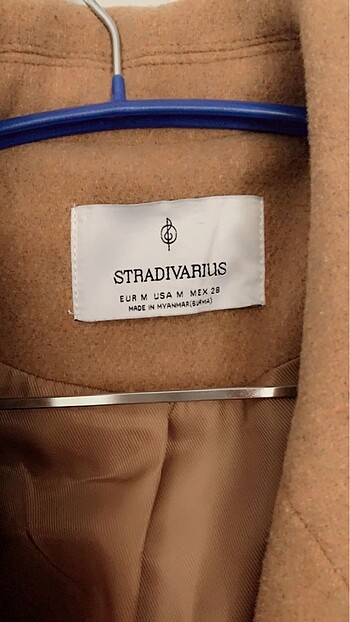 STRADIVARIUS
EUR M USA M MEX 28
MADE IN MYANMAR(BURMA)